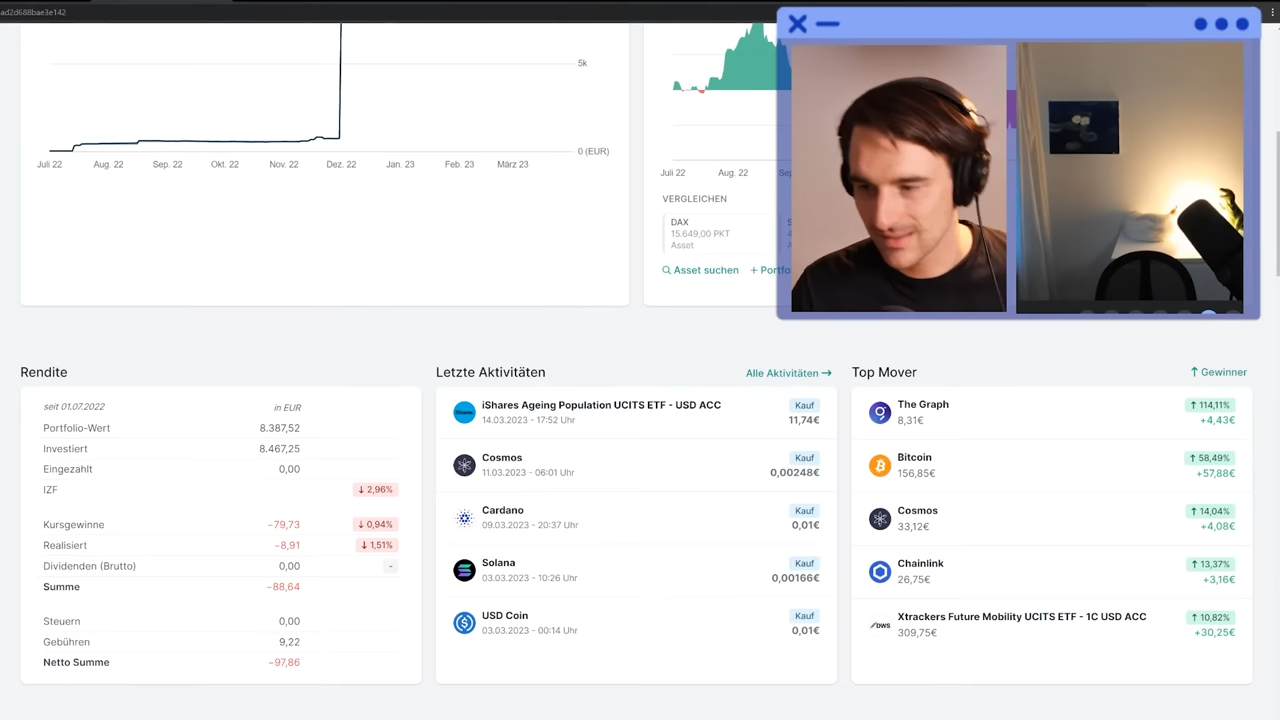 ad2d688bae3e142
5k
0 (EUR)
Juli 22 Aug. 22 Sep. 22 Okt. 22 Nov. 22 Dez. 22 Jan. 23 Feb. 23 März 23
Juli 22 Aug. 22
VERGLEICHEN
DAX
15.649,00 PKT
Asset
Asset suchen
+ Portfo
Rendite
seit 01.07.2022 in EUR
Portfolio-Wert 8.387,52
Investiert 8.467,25
Eingezahlt 0,00
IZF ↓ 2,96%
Kursgewinne −79,73 ↓ 0,94%
Realisiert −8,91 ↓ 1,51%
Dividenden (Brutto) 0,00 -
Summe −88,64
Steuern 0,00
Gebühren 9,22
Netto Summe −97,86
Letzte Aktivitäten Alle Aktivitäten →
iShares Ageing Population UCITS ETF - USD ACC Kauf
14.03.2023 - 17:52 Uhr 11,74€
Cosmos Kauf
11.03.2023 - 06:01 Uhr 0,00248€
Cardano Kauf
09.03.2023 - 20:37 Uhr 0,01€
Solana Kauf
03.03.2023 - 10:26 Uhr 0,00166€
USD Coin Kauf
03.03.2023 - 00:14 Uhr 0,01€
Top Mover ↑ Gewinner
The Graph ↑ 114,11%
8,31€ +4,43€
Bitcoin ↑ 58,49%
156,85€ +57,88€
Cosmos ↑ 14,04%
33,12€ +4,08€
Chainlink ↑ 13,37%
26,75€ +3,16€
DWS
Xtrackers Future Mobility UCITS ETF - 1C USD ACC ↑ 10,82%
309,75€ +30,25€